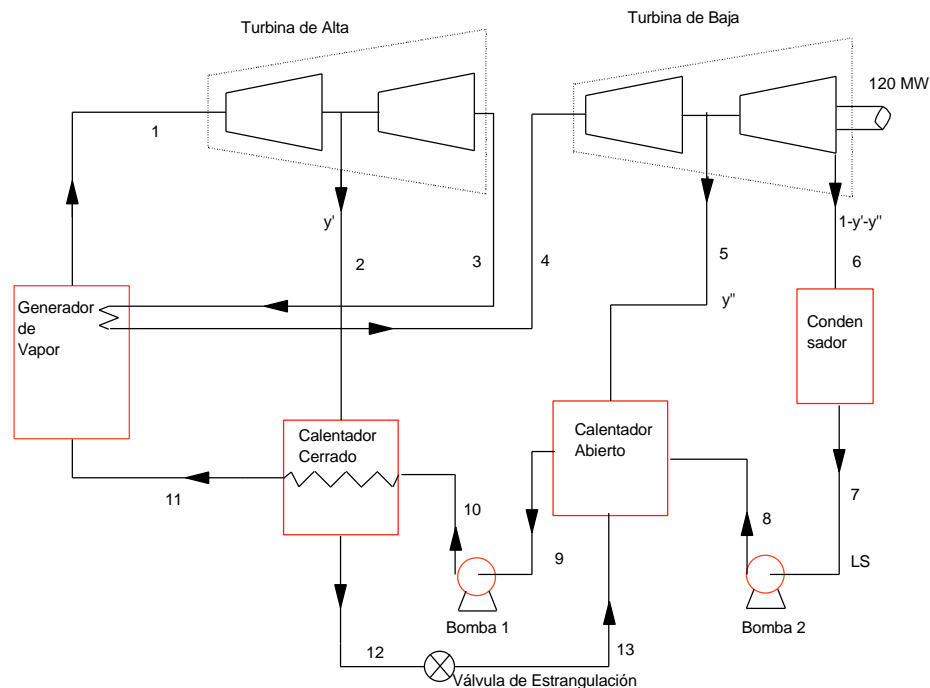 Turbina de Alta
Turbina de Baja
120 MW
1
y'
1-y'-y"
2
3
4
5
6
y"
Generador
de
Vapor
Conden
sador
Calentador
Cerrado
Calentador
Abierto
11
10
9
8
7
LS
Bomba 1
Bomba 2
12
13
Válvula de Estrangulación